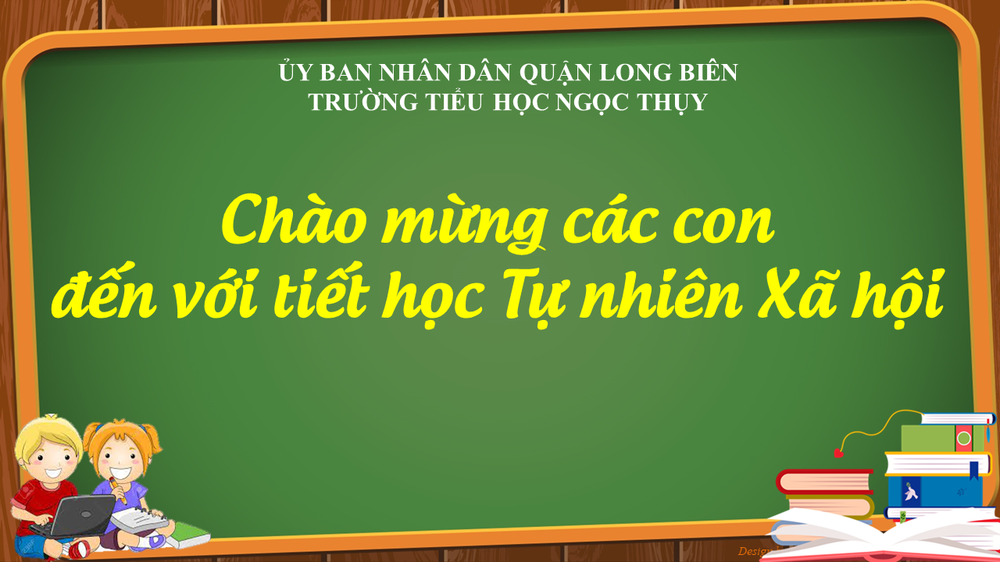 ỦY BAN NHÂN DÂN QUẬN LONG BIÊN
TRƯỜNG TIỂU HỌC NGỌC THỤY
Chào mừng các con
đến với tiết học Tự nhiên Xã hội
Design